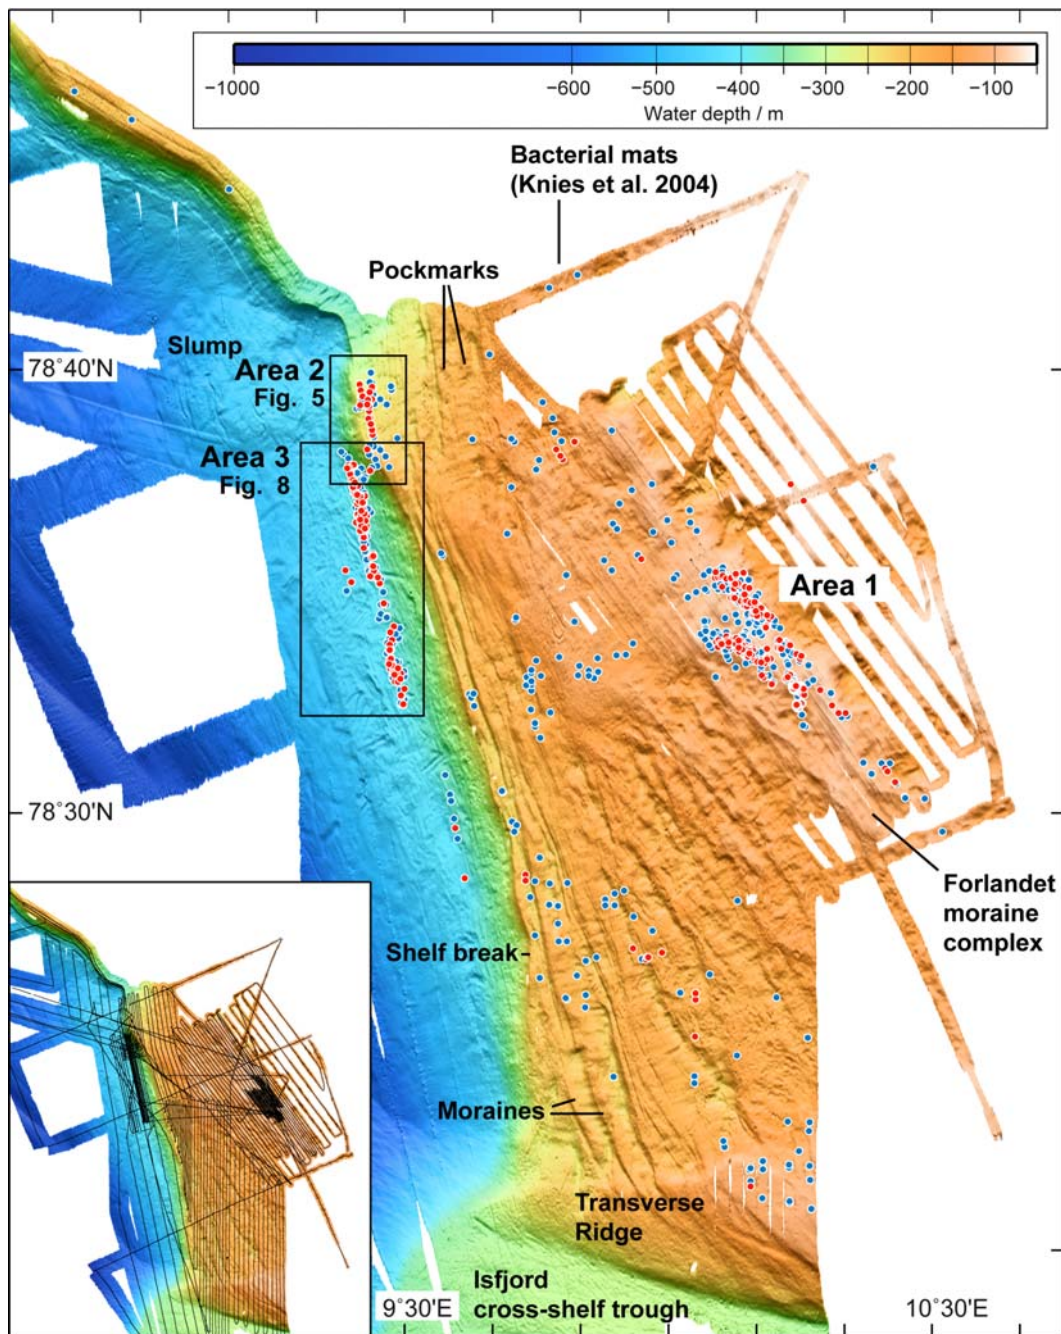 −1000 −600 −500 −400 −300 −200 −100
Water depth / m
Bacterial mats
(Knies et al. 2004)
Pockmarks
Slump
78°40'N
Area 2
Fig. 5
Area 3
Fig. 8
Area 1
78°30'N
Forlandet
moraine
complex
Shelf break
Moraines
Transverse
Ridge
Isfjord
cross-shelf trough
9°30'E
10°30'E